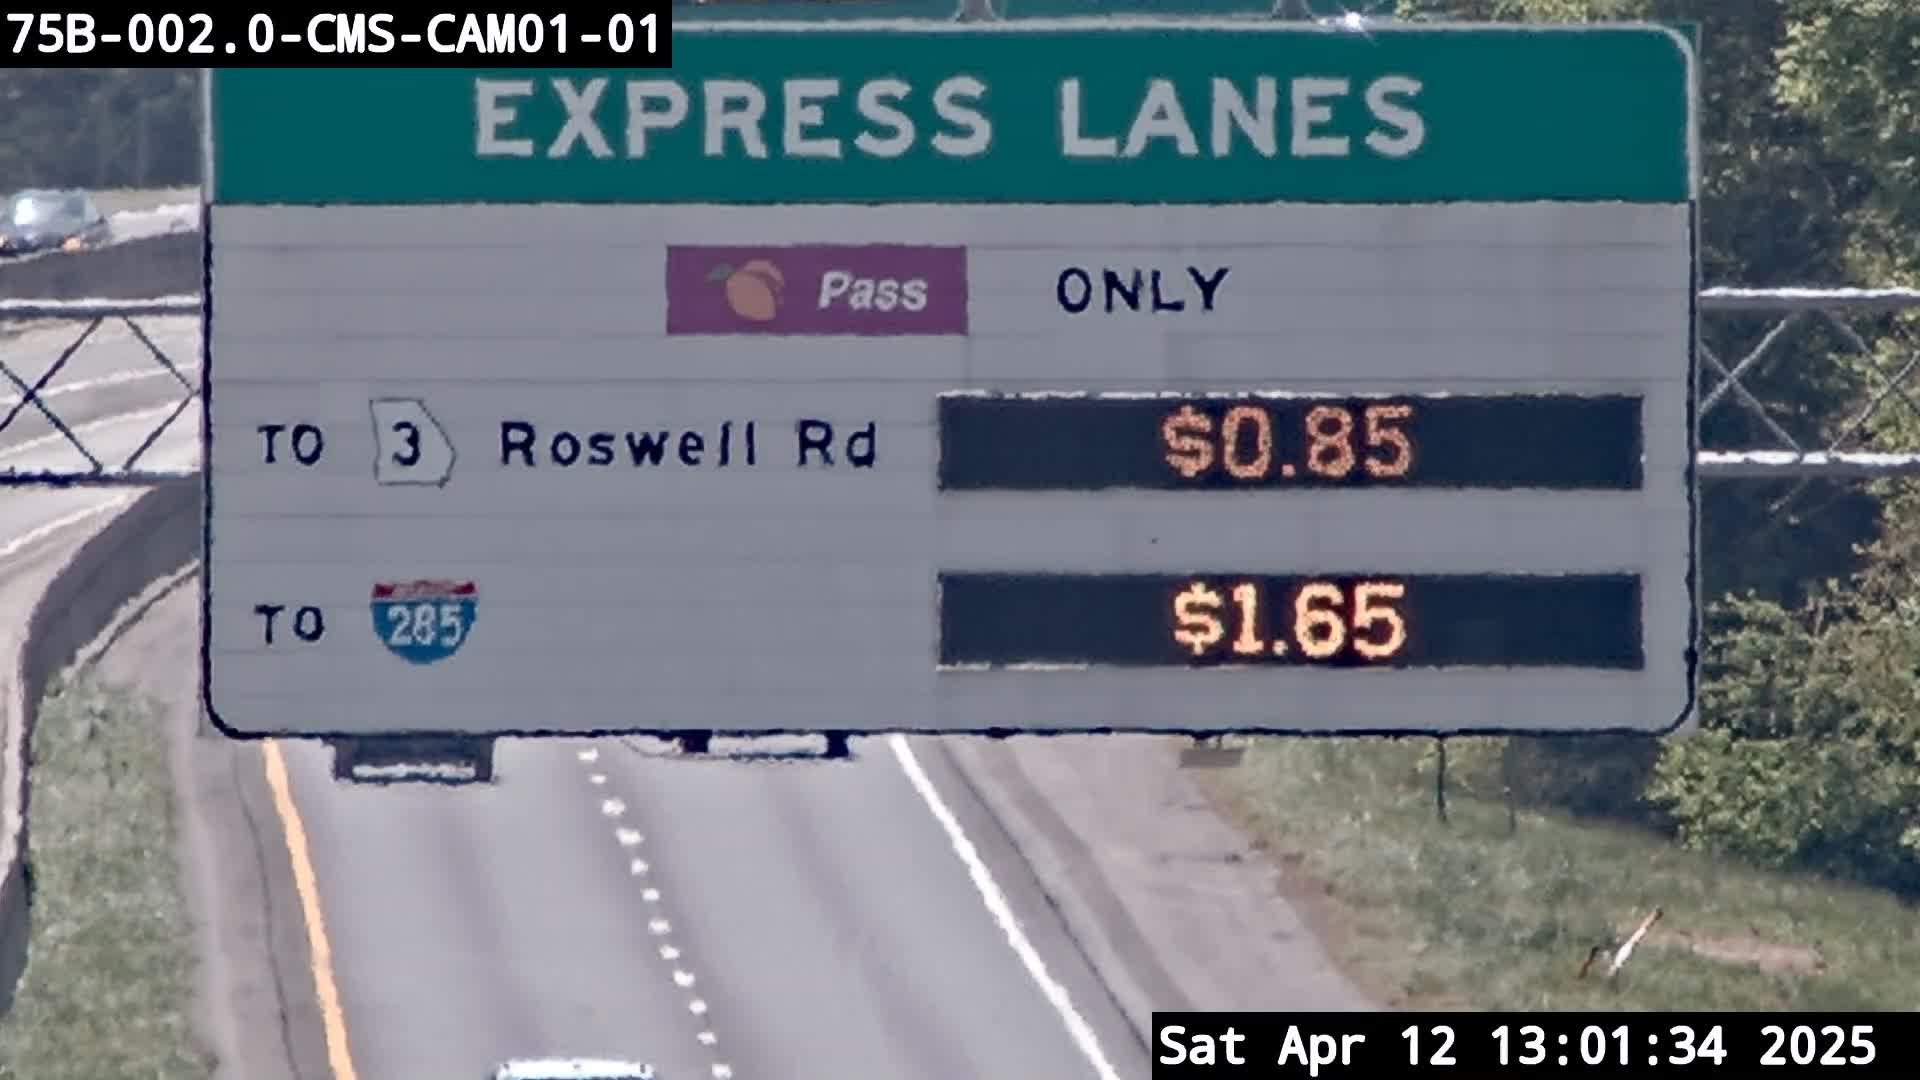 75B-002.0-CMS-CAM01-01
EXPRESS LANES
Pass ONLY
TO 3 Roswell Rd $0.85
TO 285 $1.65
Sat Apr 12 13:01:34 2025